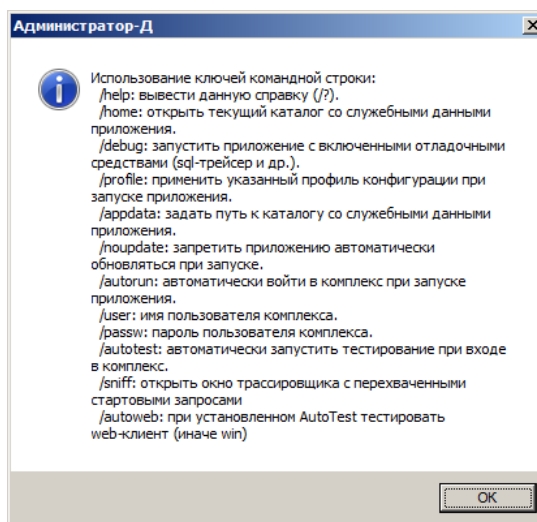 Администратор-Д
Использование ключей командной строки:
/help: вывести данную справку (/?).
/home: открыть текущий каталог со служебными данными
приложения.
/debug: запустить приложение с включенными отладочными
средствами (sql-трейсер и др.).
/profile: применить указанный профиль конфигурации при
запуске приложения.
/appdata: задать путь к каталогу со служебными данными
приложения.
/noupdate: запретить приложению автоматически
обновляться при запуске.
/autorun: автоматически войти в комплекс при запуске
приложения.
/user: имя пользователя комплекса.
/passw: пароль пользователя комплекса.
/autotest: автоматически запустить тестирование при входе
в комплекс.
/sniff: открыть окно трассировщика с перехваченными
стартовыми запросами
/autoweb: при установленном AutoTest тестировать
web-клиент (иначе win)
OK